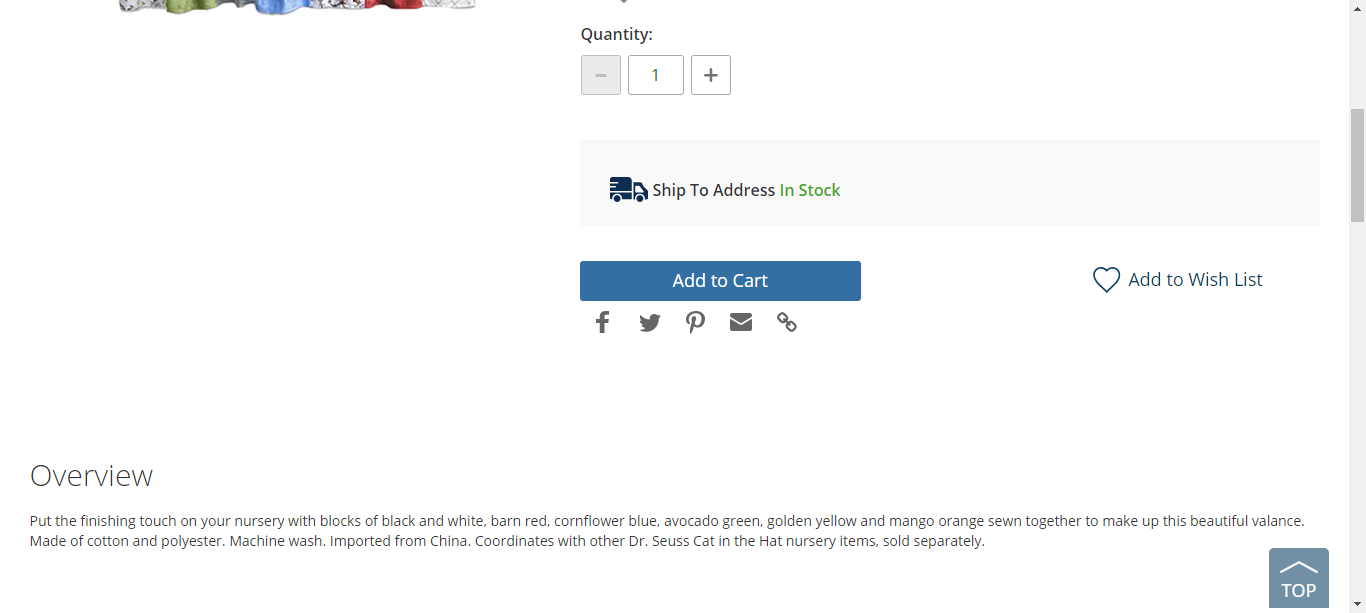 Quantity:
− 1 +
Ship To Address In Stock
Add to Cart
Add to Wish List
Overview
Put the finishing touch on your nursery with blocks of black and white, barn red, cornflower blue, avocado green, golden yellow and mango orange sewn together to make up this beautiful valance.
Made of cotton and polyester. Machine wash. Imported from China. Coordinates with other Dr. Seuss Cat in the Hat nursery items, sold separately.
TOP